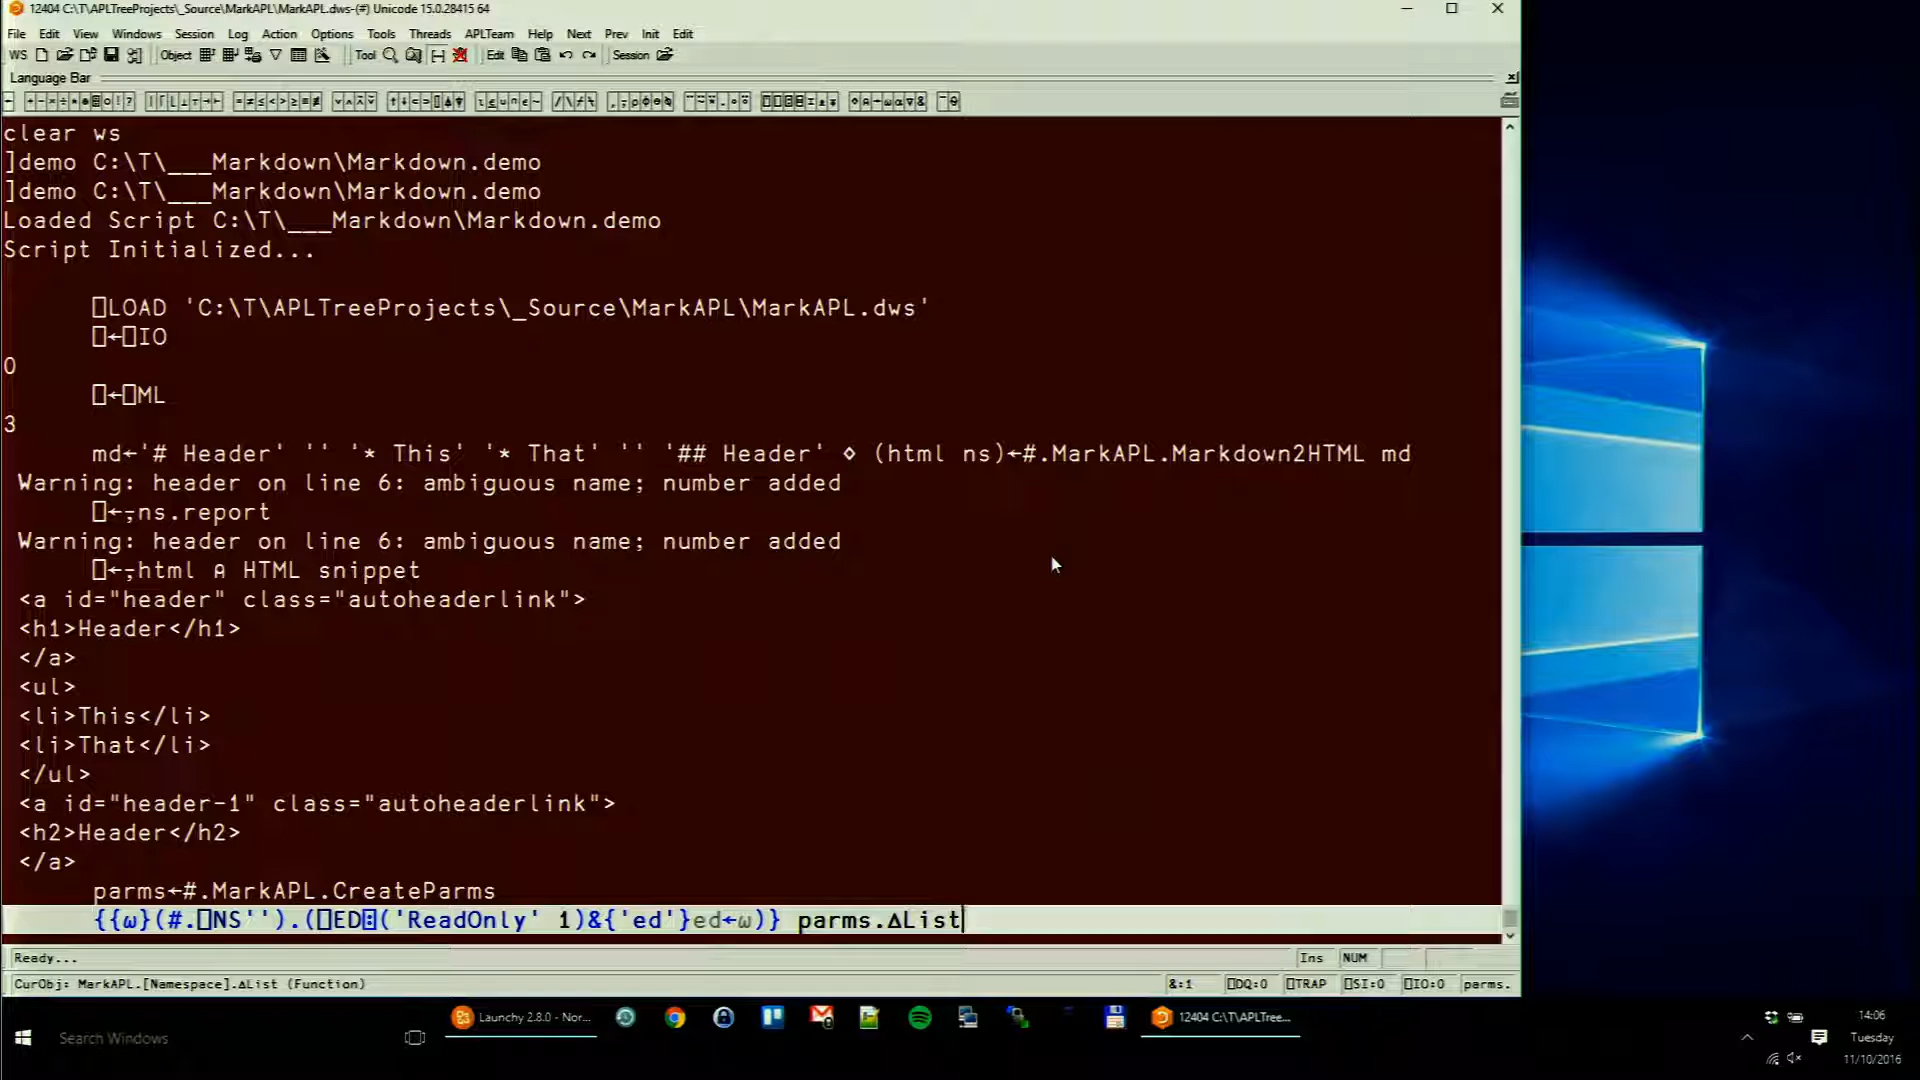 12404 C:\T\APLTreeProjects\_Source\MarkAPL\MarkAPL.dws-(#) Unicode 15.0.28415 64
File Edit View Windows Session Log Action Options Tools Threads APLTeam Help Next Prev Init Edit
WS Object Tool Edit Session
Language Bar
clear ws
]demo C:\T\___Markdown\Markdown.demo
]demo C:\T\___Markdown\Markdown.demo
Loaded Script C:\T\___Markdown\Markdown.demo
Script Initialized...
⎕LOAD 'C:\T\APLTreeProjects\_Source\MarkAPL\MarkAPL.dws'
⎕←⎕IO
0
⎕←⎕ML
3
md←'# Header' '' '* This' '* That' '' '## Header' ⋄ (html ns)←#.MarkAPL.Markdown2HTML md
Warning: header on line 6: ambiguous name; number added
⎕←⍪ns.report
Warning: header on line 6: ambiguous name; number added
⎕←⍪html ⍝ HTML snippet
<a id="header" class="autoheaderlink">
<h1>Header</h1>
</a>
<ul>
<li>This</li>
<li>That</li>
</ul>
<a id="header-1" class="autoheaderlink">
<h2>Header</h2>
</a>
parms←#.MarkAPL.CreateParms
{{⍵}(#.⎕NS'').(⎕ED⍠('ReadOnly' 1)&{'ed'}ed←⍵)} parms.∆List
Ready...
Ins NUM
CurObj: MarkAPL.[Namespace].∆List (Function)
&:1 ⎕DQ:0 ⎕TRAP ⎕SI:0 ⎕IO:0 parms.
Search Windows
Launchy 2.8.0 - Nor...
12404 C:\T\APLTree...
14:06
Tuesday
11/10/2016